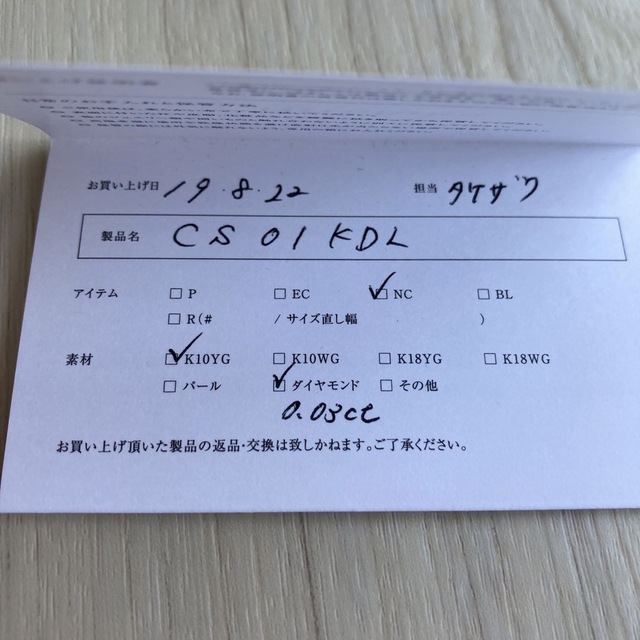 お買い上げ日 19.8.22 担当 タケザワ
製品名 CS01KDL
アイテム □ P □ EC ☑ NC □ BL
□ R(# / サイズ直し幅 )
素材 ☑ K10YG □ K10WG □ K18YG □ K18WG
□ パール ☑ ダイヤモンド □ その他
0.03ct
お買い上げ頂いた製品の返品・交換は致しかねます。ご了承ください。